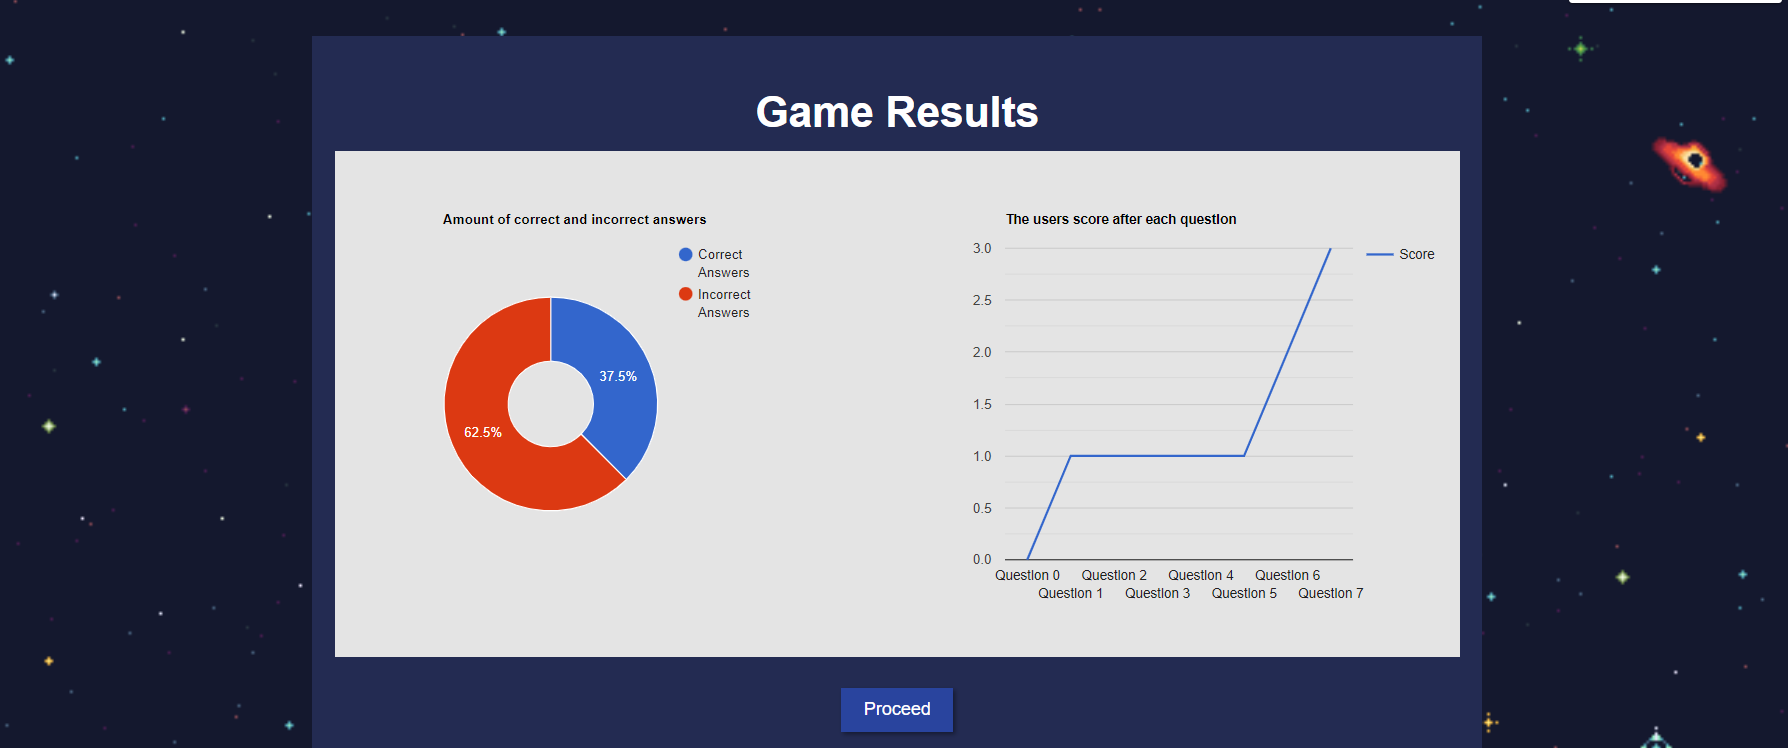 Game Results
Amount of correct and incorrect answers
Correct
Answers
Incorrect
Answers
37.5%
62.5%
The users score after each question
Score
3.0
2.5
2.0
1.5
1.0
0.5
0.0
Question 0 Question 2 Question 4 Question 6
Question 1 Question 3 Question 5 Question 7
Proceed